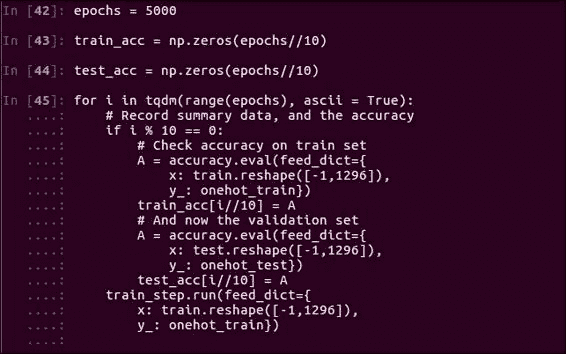 In [42]: epochs = 5000
In [43]: train_acc = np.zeros(epochs//10)
In [44]: test_acc = np.zeros(epochs//10)
In [45]: for i in tqdm(range(epochs), ascii = True):
   ....:     # Record summary data, and the accuracy
   ....:     if i % 10 == 0:
   ....:         # Check accuracy on train set
   ....:         A = accuracy.eval(feed_dict={
   ....:             x: train.reshape([-1,1296]),
   ....:             y_: onehot_train})
   ....:         train_acc[i//10] = A
   ....:         # And now the validation set
   ....:         A = accuracy.eval(feed_dict={
   ....:             x: test.reshape([-1,1296]),
   ....:             y_: onehot_test})
   ....:         test_acc[i//10] = A
   ....:     train_step.run(feed_dict={
   ....:         x: train.reshape([-1,1296]),
   ....:         y_: onehot_train})
   ....: